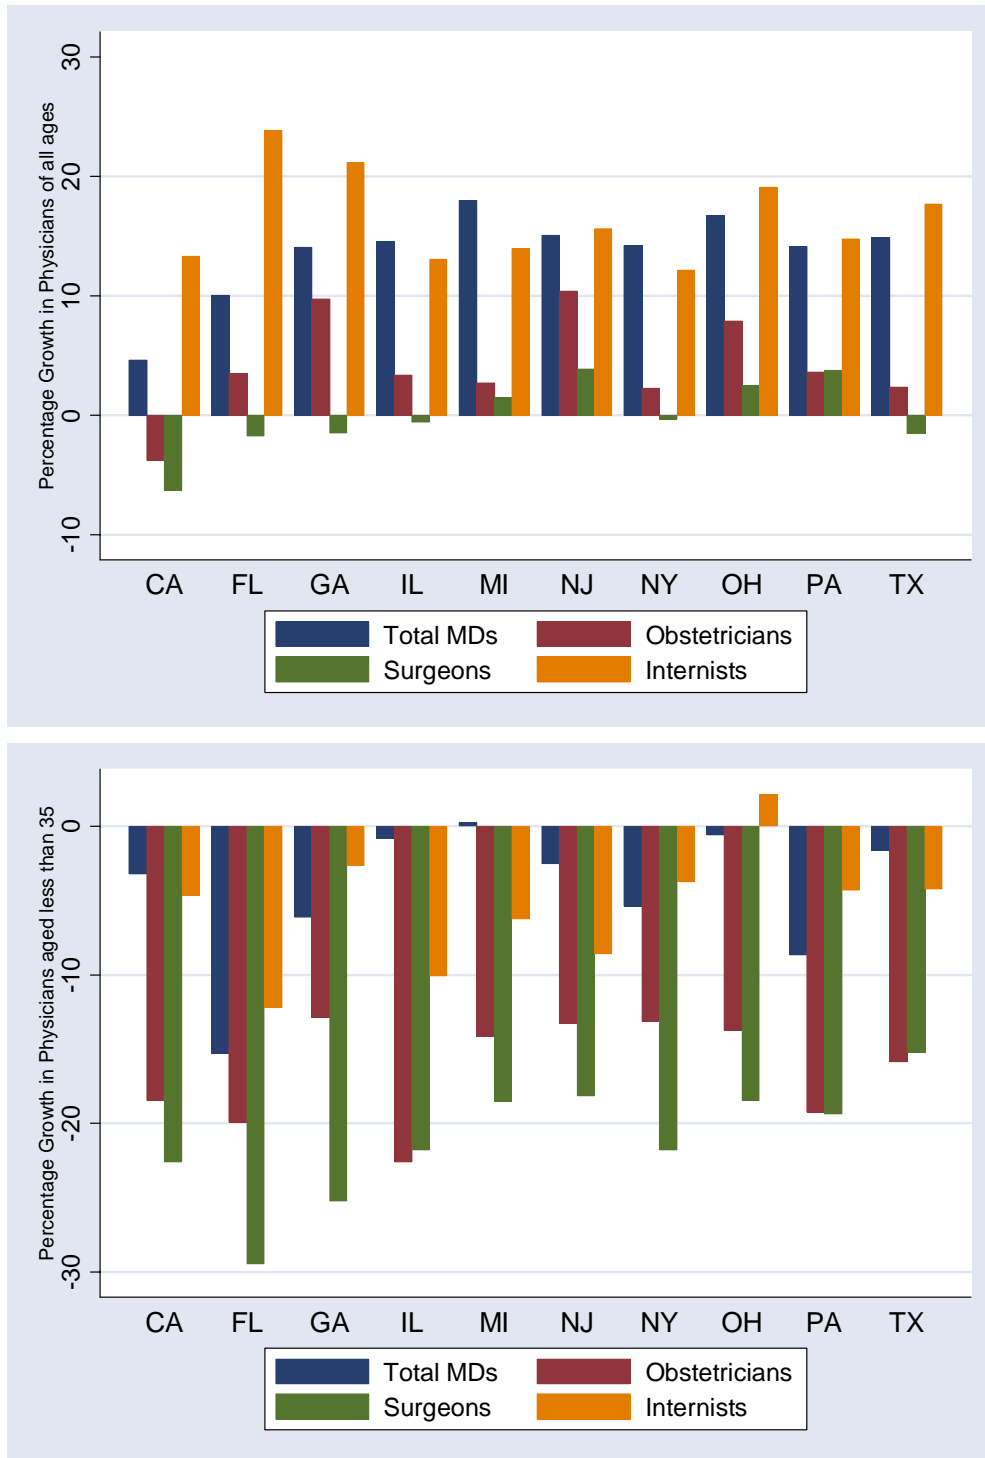 Percentage Growth in Physicians of all ages
30
20
10
0
-10
CA FL GA IL MI NJ NY OH PA TX
Total MDs Obstetricians
Surgeons Internists
Percentage Growth in Physicians aged less than 35
0
-10
-20
-30
CA FL GA IL MI NJ NY OH PA TX
Total MDs Obstetricians
Surgeons Internists